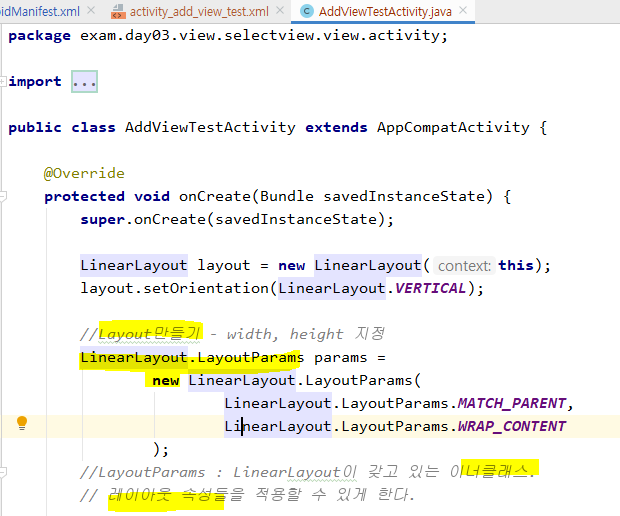 oidManifest.xml activity_add_view_test.xml AddViewTestActivity.java
package exam.day03.view.selectview.view.activity;
import ...
public class AddViewTestActivity extends AppCompatActivity {
@Override
protected void onCreate(Bundle savedInstanceState) {
super.onCreate(savedInstanceState);
LinearLayout layout = new LinearLayout( context: this);
layout.setOrientation(LinearLayout.VERTICAL);
//Layout만들기 - width, height 지정
LinearLayout.LayoutParams params =
new LinearLayout.LayoutParams(
LinearLayout.LayoutParams.MATCH_PARENT,
LinearLayout.LayoutParams.WRAP_CONTENT
);
//LayoutParams : LinearLayout이 갖고 있는 이너클래스.
// 레이아웃 속성들을 적용할 수 있게 한다.